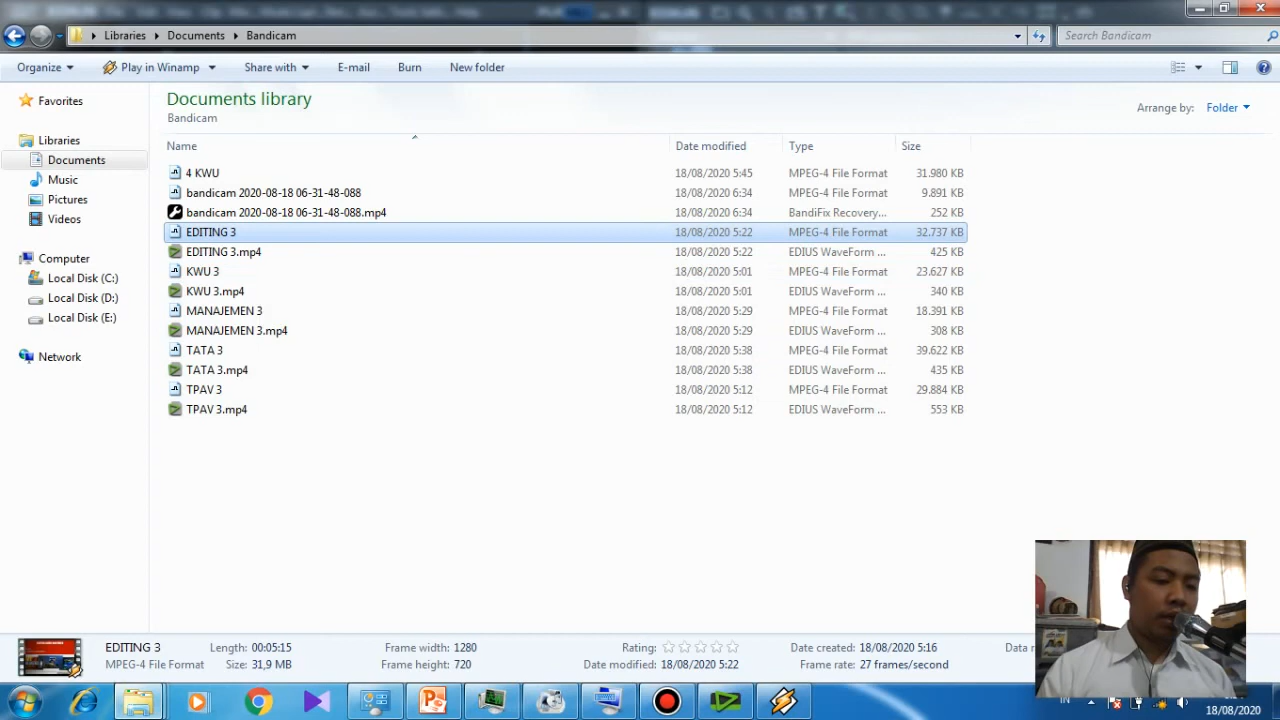 Libraries Documents Bandicam
Search Bandicam
Organize Play in Winamp Share with E-mail Burn New folder
Favorites
Libraries
Documents
Music
Pictures
Videos
Computer
Local Disk (C:)
Local Disk (D:)
Local Disk (E:)
Network
Documents library
Bandicam
Arrange by: Folder
Name Date modified Type Size
4 KWU 18/08/2020 5:45 MPEG-4 File Format 31.980 KB
bandicam 2020-08-18 06-31-48-088 18/08/2020 6:34 MPEG-4 File Format 9.891 KB
bandicam 2020-08-18 06-31-48-088.mp4 18/08/2020 6:34 BandiFix Recovery... 252 KB
EDITING 3 18/08/2020 5:22 MPEG-4 File Format 32.737 KB
EDITING 3.mp4 18/08/2020 5:22 EDIUS WaveForm ... 425 KB
KWU 3 18/08/2020 5:01 MPEG-4 File Format 23.627 KB
KWU 3.mp4 18/08/2020 5:01 EDIUS WaveForm ... 340 KB
MANAJEMEN 3 18/08/2020 5:29 MPEG-4 File Format 18.391 KB
MANAJEMEN 3.mp4 18/08/2020 5:29 EDIUS WaveForm ... 308 KB
TATA 3 18/08/2020 5:38 MPEG-4 File Format 39.622 KB
TATA 3.mp4 18/08/2020 5:38 EDIUS WaveForm ... 435 KB
TPAV 3 18/08/2020 5:12 MPEG-4 File Format 29.884 KB
TPAV 3.mp4 18/08/2020 5:12 EDIUS WaveForm ... 553 KB
EDITING 3 Length: 00:05:15 Frame width: 1280 Rating: Date created: 18/08/2020 5:16 Data r
MPEG-4 File Format Size: 31,9 MB Frame height: 720 Date modified: 18/08/2020 5:22 Frame rate: 27 frames/second
IN
18/08/2020